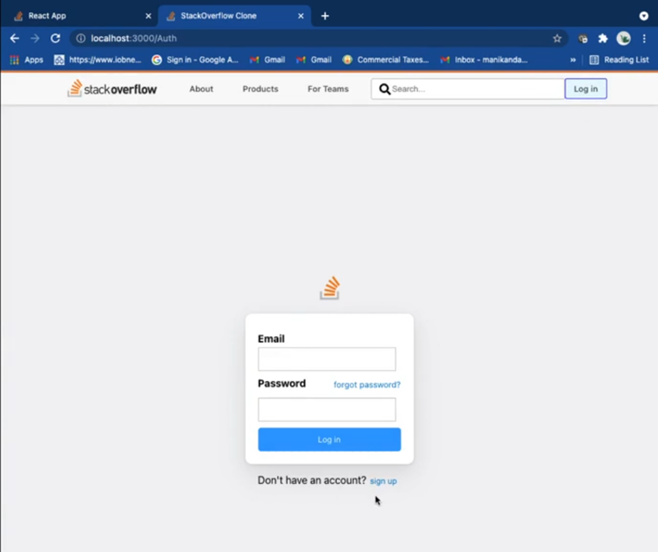 React App
StackOverflow Clone
localhost:3000/Auth
Apps https://www.iobne... Sign in - Google A... Gmail Gmail Commercial Taxes... Inbox - manikanda... » Reading List
stackoverflow About Products For Teams Search... Log in
Email
Password forgot password?
Log in
Don't have an account? sign up